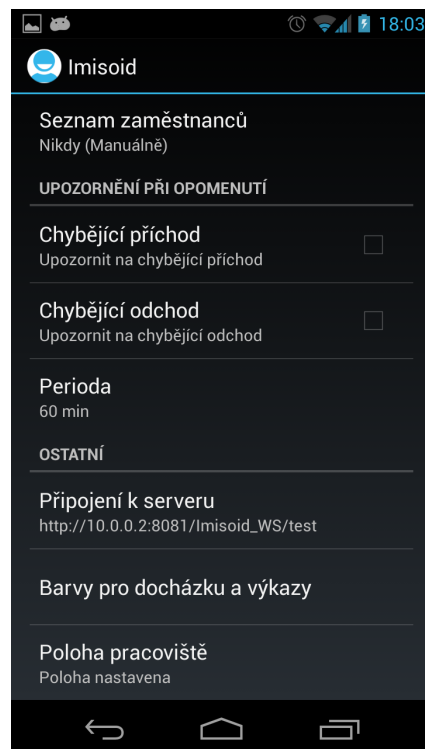 18:03
Imisoid
Seznam zaměstnanců
Nikdy (Manuálně)
UPOZORNĚNÍ PŘI OPOMENUTÍ
Chybějící příchod
Upozornit na chybějící příchod
Chybějící odchod
Upozornit na chybějící odchod
Perioda
60 min
OSTATNÍ
Připojení k serveru
http://10.0.0.2:8081/Imisoid_WS/test
Barvy pro docházku a výkazy
Poloha pracoviště
Poloha nastavena